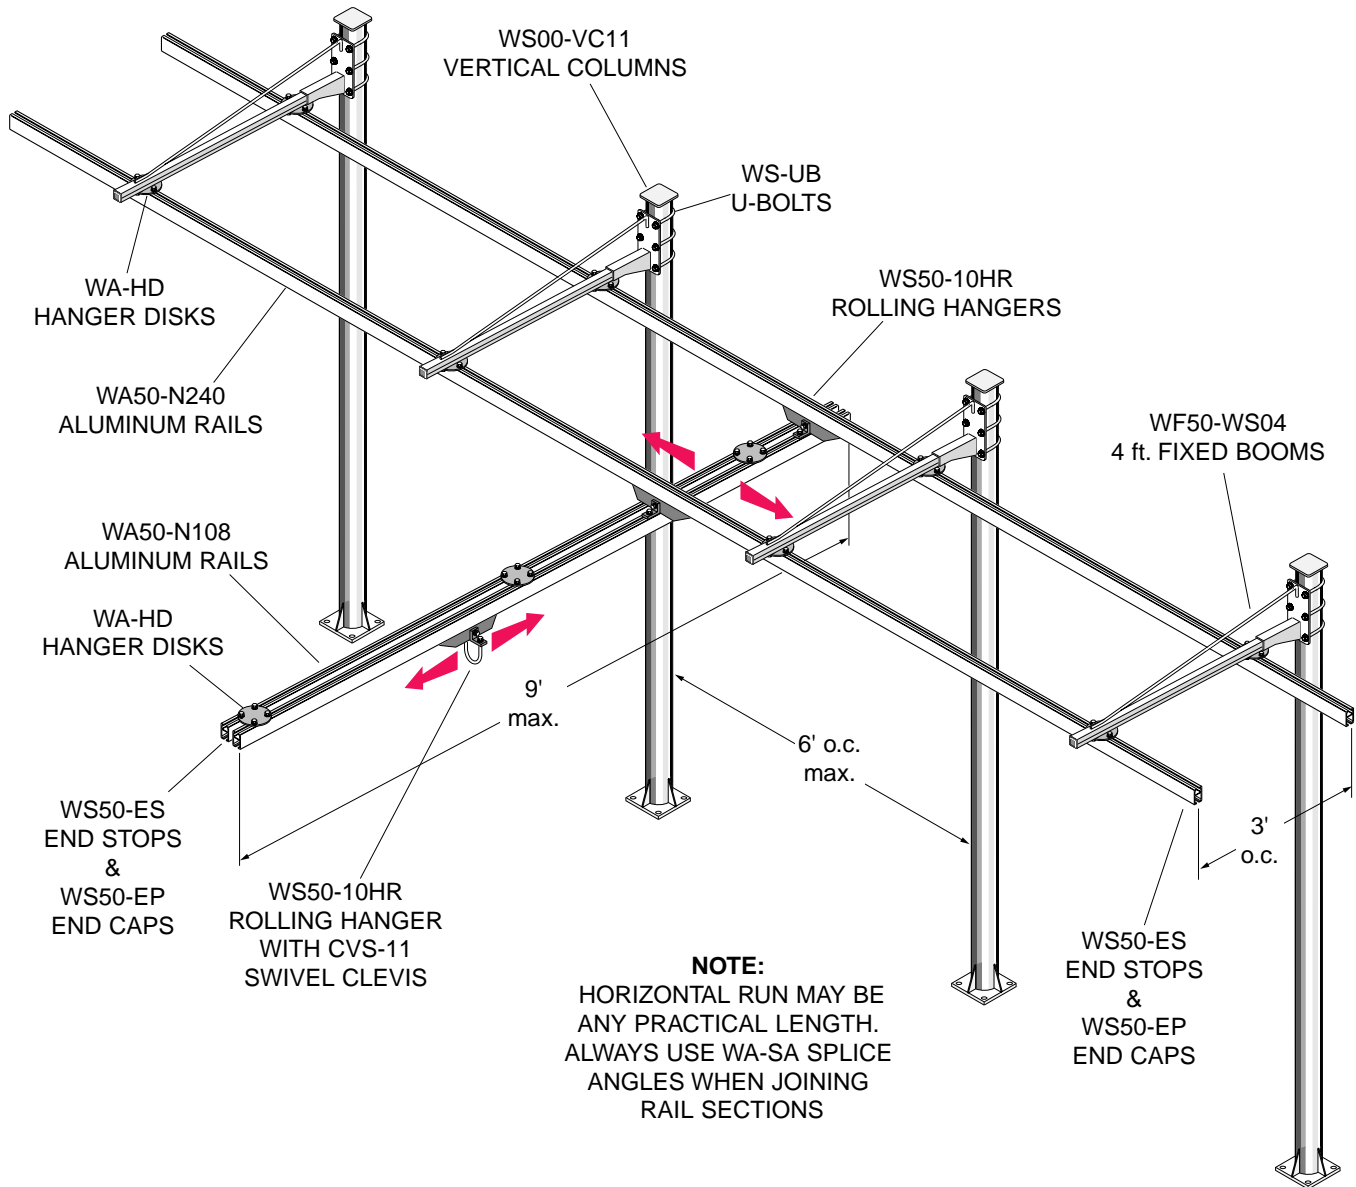 WS00-VC11
VERTICAL COLUMNS
WS-UB
U-BOLTS
WA-HD
HANGER DISKS
WS50-10HR
ROLLING HANGERS
WA50-N240
ALUMINUM RAILS
WF50-WS04
4 ft. FIXED BOOMS
WA50-N108
ALUMINUM RAILS
WA-HD
HANGER DISKS
9'
max.
6' o.c.
max.
3'
o.c.
WS50-ES
END STOPS
&
WS50-EP
END CAPS
WS50-10HR
ROLLING HANGER
WITH CVS-11
SWIVEL CLEVIS
NOTE:
HORIZONTAL RUN MAY BE
ANY PRACTICAL LENGTH.
ALWAYS USE WA-SA SPLICE
ANGLES WHEN JOINING
RAIL SECTIONS
WS50-ES
END STOPS
&
WS50-EP
END CAPS